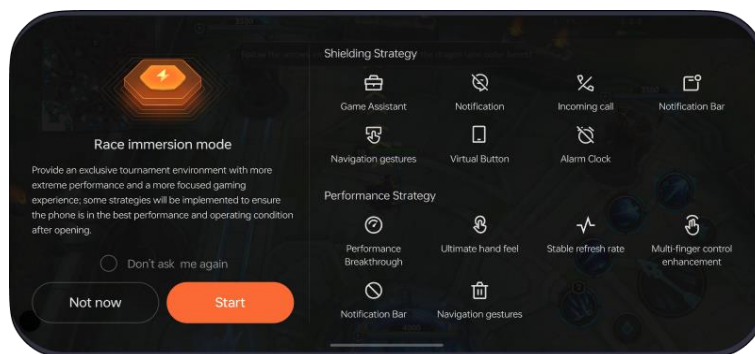 Race immersion mode
Provide an exclusive tournament environment with more
extreme performance and a more focused gaming
experience; some strategies will be implemented to ensure
the phone is in the best performance and operating condition
after opening.
Don't ask me again
Not now
Start
Shielding Strategy
Game Assistant
Notification
Incoming call
Notification Bar
Navigation gestures
Virtual Button
Alarm Clock
Performance Strategy
Performance
Breakthrough
Ultimate hand feel
Stable refresh rate
Multi-finger control
enhancement
Notification Bar
Navigation gestures